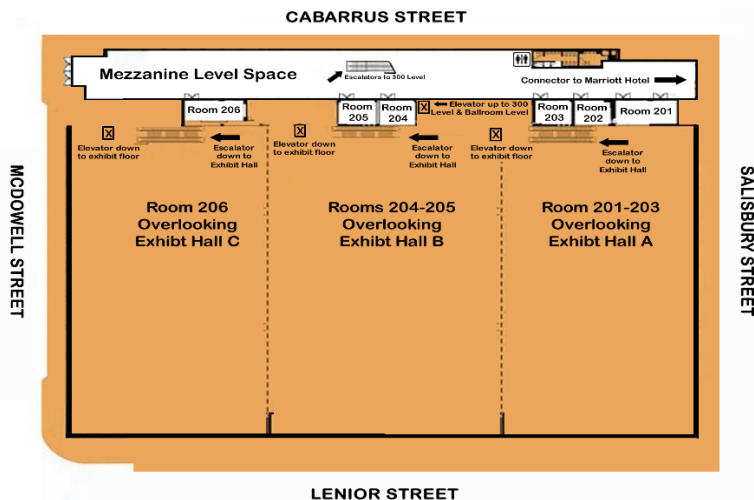 CABARRUS STREET
Mezzanine Level Space
Escalators to 300 Level
Connector to Marriott Hotel
Room 206
Room
205
Room
204
Elevator up to 300
Level & Ballroom Level
Room
203
Room
202
Room 201
X
Elevator down
to exhibit floor
Escalator
down to
Exhibit Hall
X
Elevator down
to exhibit floor
X
Escalator
down to
Exhibit Hall
X
Elevator down
to exhibit floor
Escalator
down to
Exhibit Hall
MCDOWELL STREET
Room 206
Overlooking
Exhibt Hall C
Rooms 204-205
Overlooking
Exhibt Hall B
Room 201-203
Overlooking
Exhibt Hall A
SALISBURY STREET
LENIOR STREET